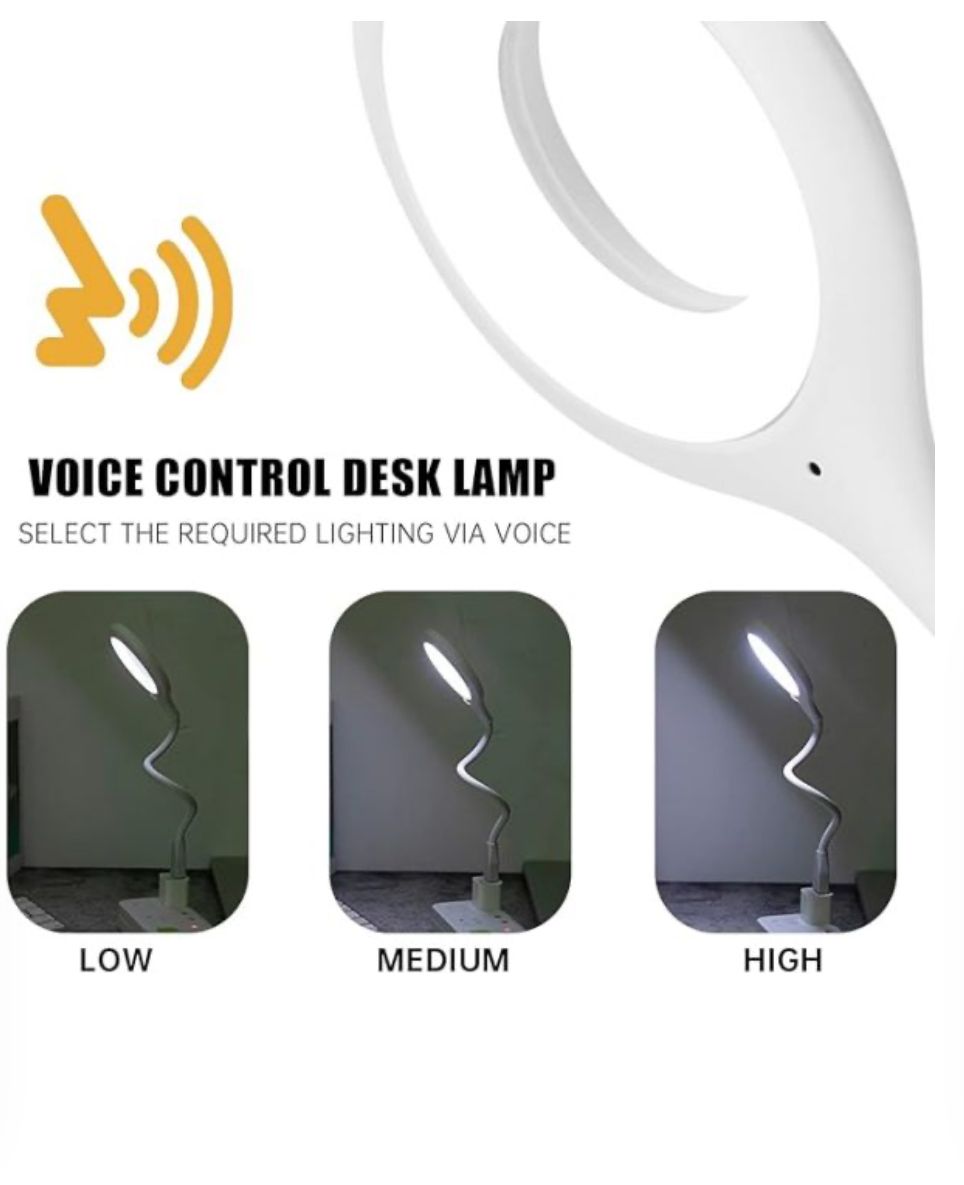 VOICE CONTROL DESK LAMP
SELECT THE REQUIRED LIGHTING VIA VOICE
LOW
MEDIUM
HIGH